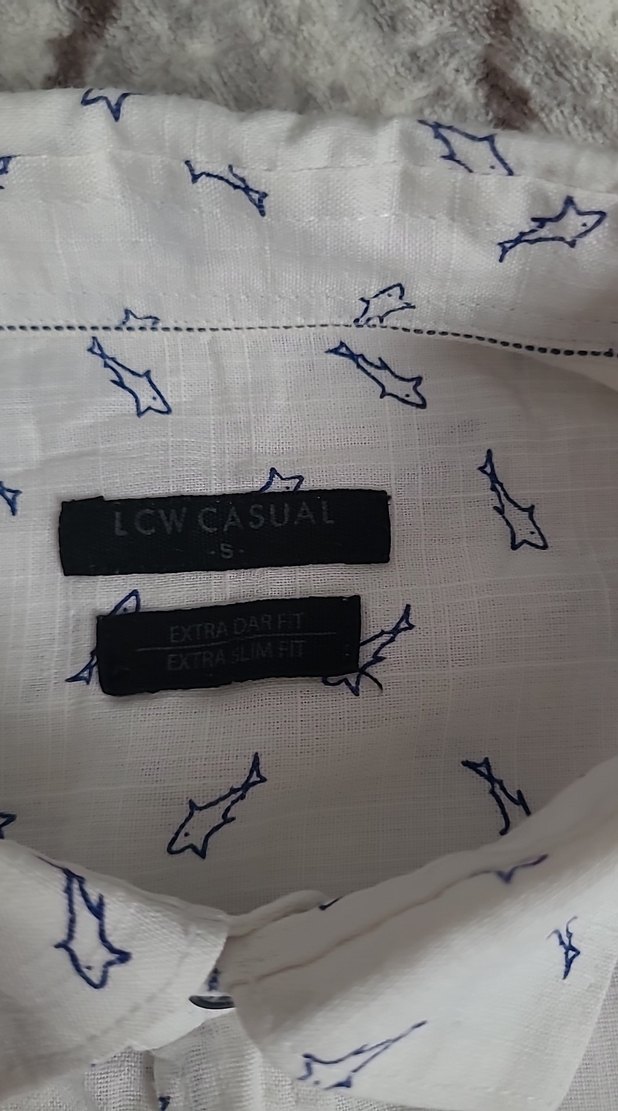 LCW CASUAL
-S-
EXTRA DAR FIT
EXTRA SLIM FIT